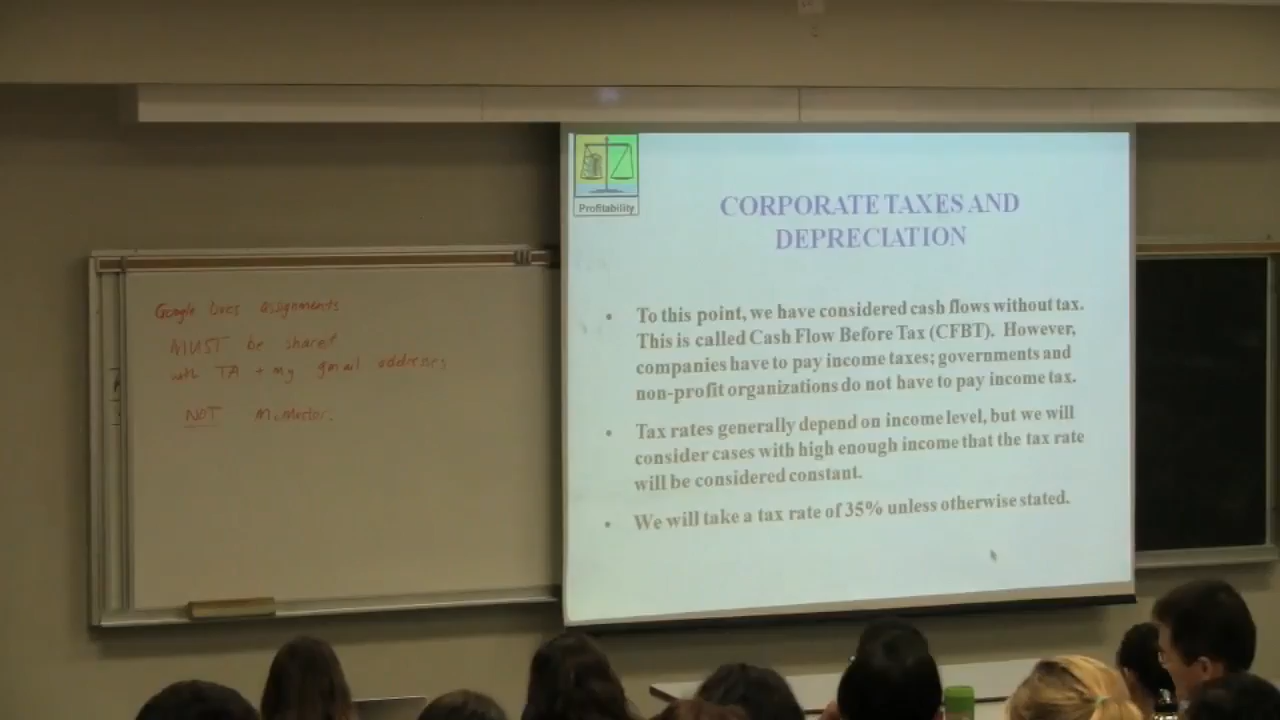 Google Docs assignments
MUST be shared
with TA + my gmail addresses
NOT McMaster.
Profitability
CORPORATE TAXES AND
DEPRECIATION
• To this point, we have considered cash flows without tax.
This is called Cash Flow Before Tax (CFBT). However,
companies have to pay income taxes; governments and
non-profit organizations do not have to pay income tax.
• Tax rates generally depend on income level, but we will
consider cases with high enough income that the tax rate
will be considered constant.
• We will take a tax rate of 35% unless otherwise stated.